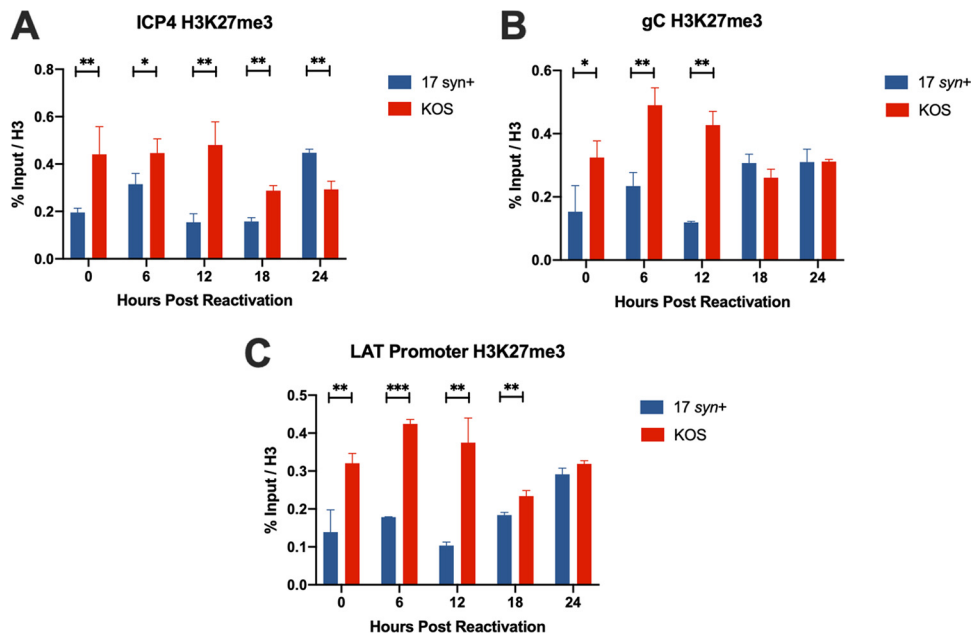 A
ICP4 H3K27me3
** * ** ** **
0.8
0.6
0.4
0.2
0.0
% Input / H3
0 6 12 18 24
Hours Post Reactivation
17 syn+
KOS
B
gC H3K27me3
* ** **
0.6
0.4
0.2
0.0
% Input / H3
0 6 12 18 24
Hours Post Reactivation
17 syn+
KOS
C
LAT Promoter H3K27me3
** *** ** **
0.5
0.4
0.3
0.2
0.1
0.0
% Input / H3
0 6 12 18 24
Hours Post Reactivation
17 syn+
KOS